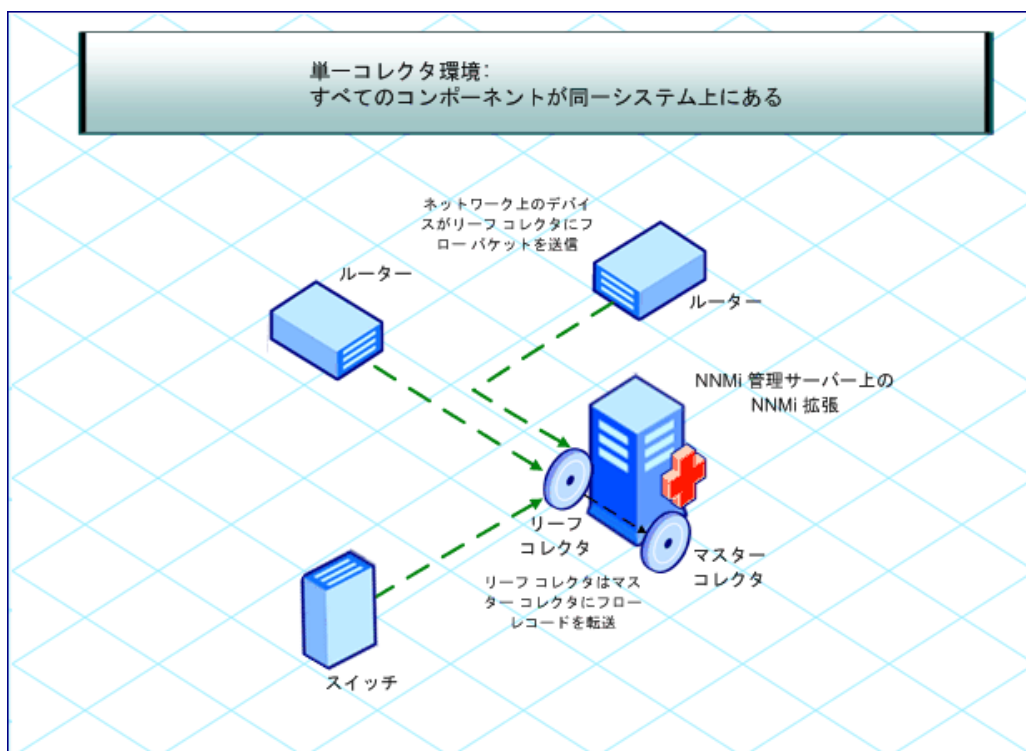 単一コレクタ環境:
すべてのコンポーネントが同一システム上にある
ネットワーク上のデバイ
スがリーフ コレクタにフ
ロー パケットを送信
ルーター
ルーター
NNMi 管理サーバー上の
NNMi 拡張
リーフ
コレクタ
マスター
コレクタ
リーフ コレクタはマス
ター コレクタにフロー
レコードを転送
スイッチ